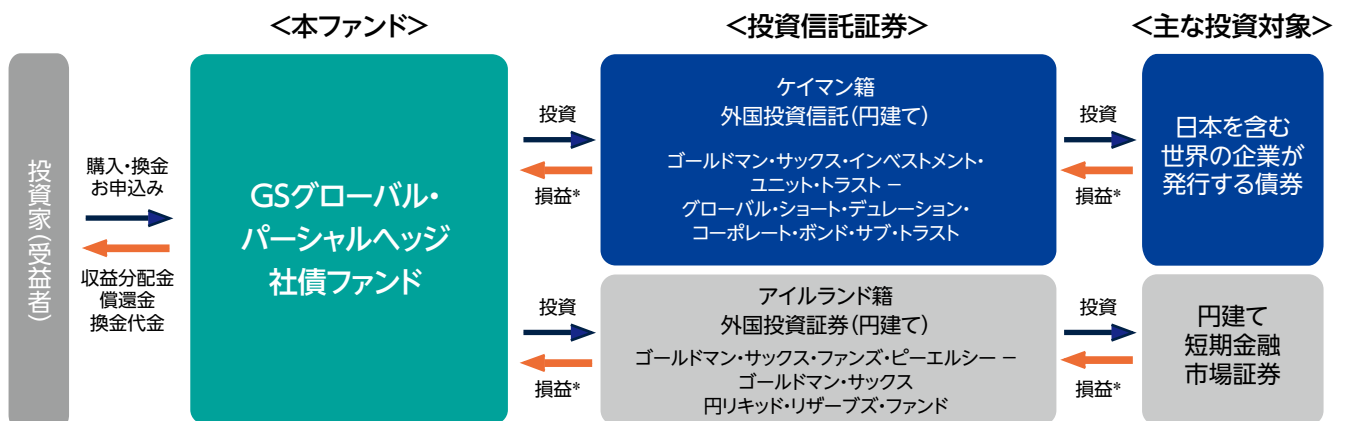 <本ファンド>
<投資信託証券>
<主な投資対象>
投資家(受益者)
購入・換金
お申込み
収益分配金
償還金
換金代金
GSグローバル・
パーシャルヘッジ
社債ファンド
投資
損益*
ケイマン籍
外国投資信託(円建て)
ゴールドマン・サックス・インベストメント・
ユニット・トラスト −
グローバル・ショート・デュレーション・
コーポレート・ボンド・サブ・トラスト
投資
損益*
日本を含む
世界の企業が
発行する債券
投資
損益*
アイルランド籍
外国投資証券(円建て)
ゴールドマン・サックス・ファンズ・ピーエルシー −
ゴールドマン・サックス
円リキッド・リザーブズ・ファンド
投資
損益*
円建て
短期金融
市場証券